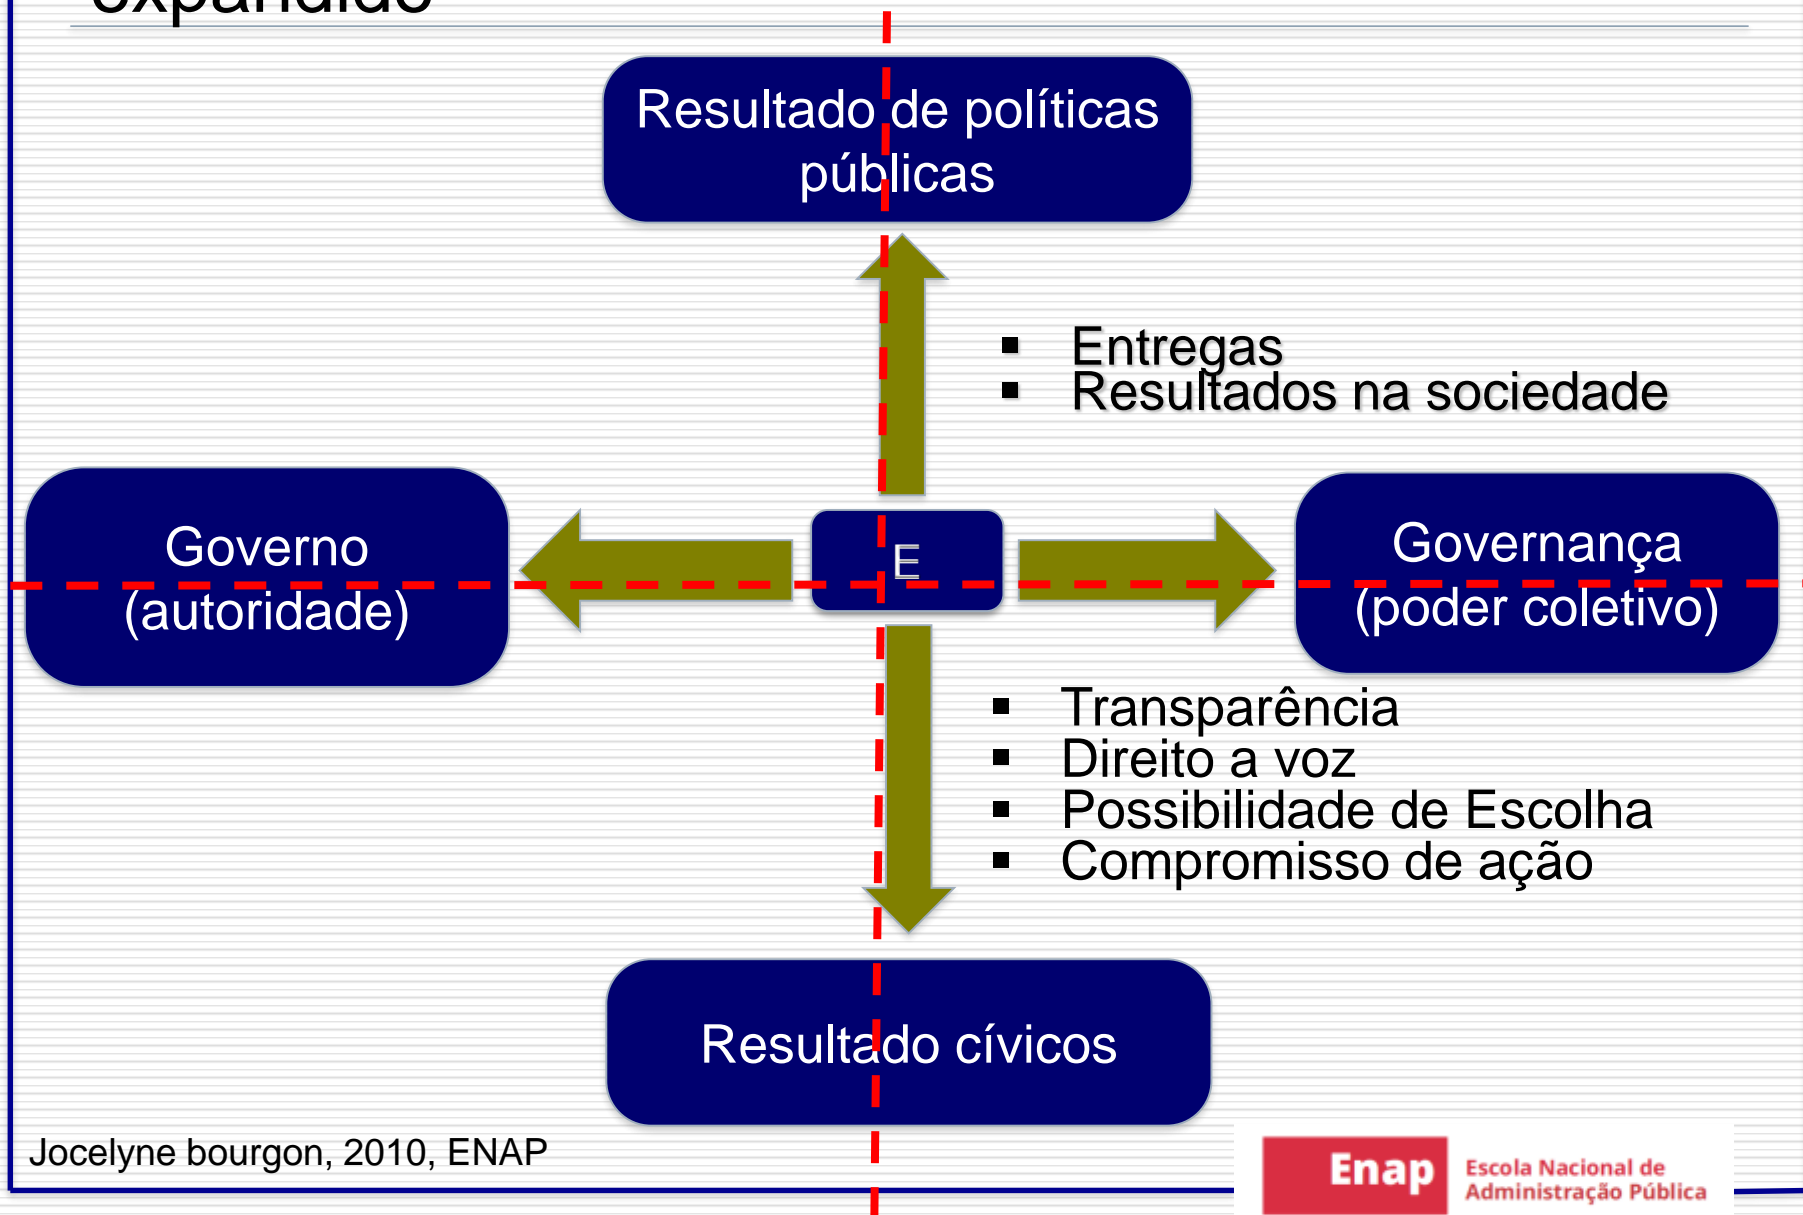 expandido
Resultado de políticas
públicas
Entregas
Resultados na sociedade
Governo
(autoridade)
E
Governança
(poder coletivo)
Transparência
Direito a voz
Possibilidade de Escolha
Compromisso de ação
Resultado cívicos
Jocelyne bourgon, 2010, ENAP
Enap
Escola Nacional de
Administração Pública